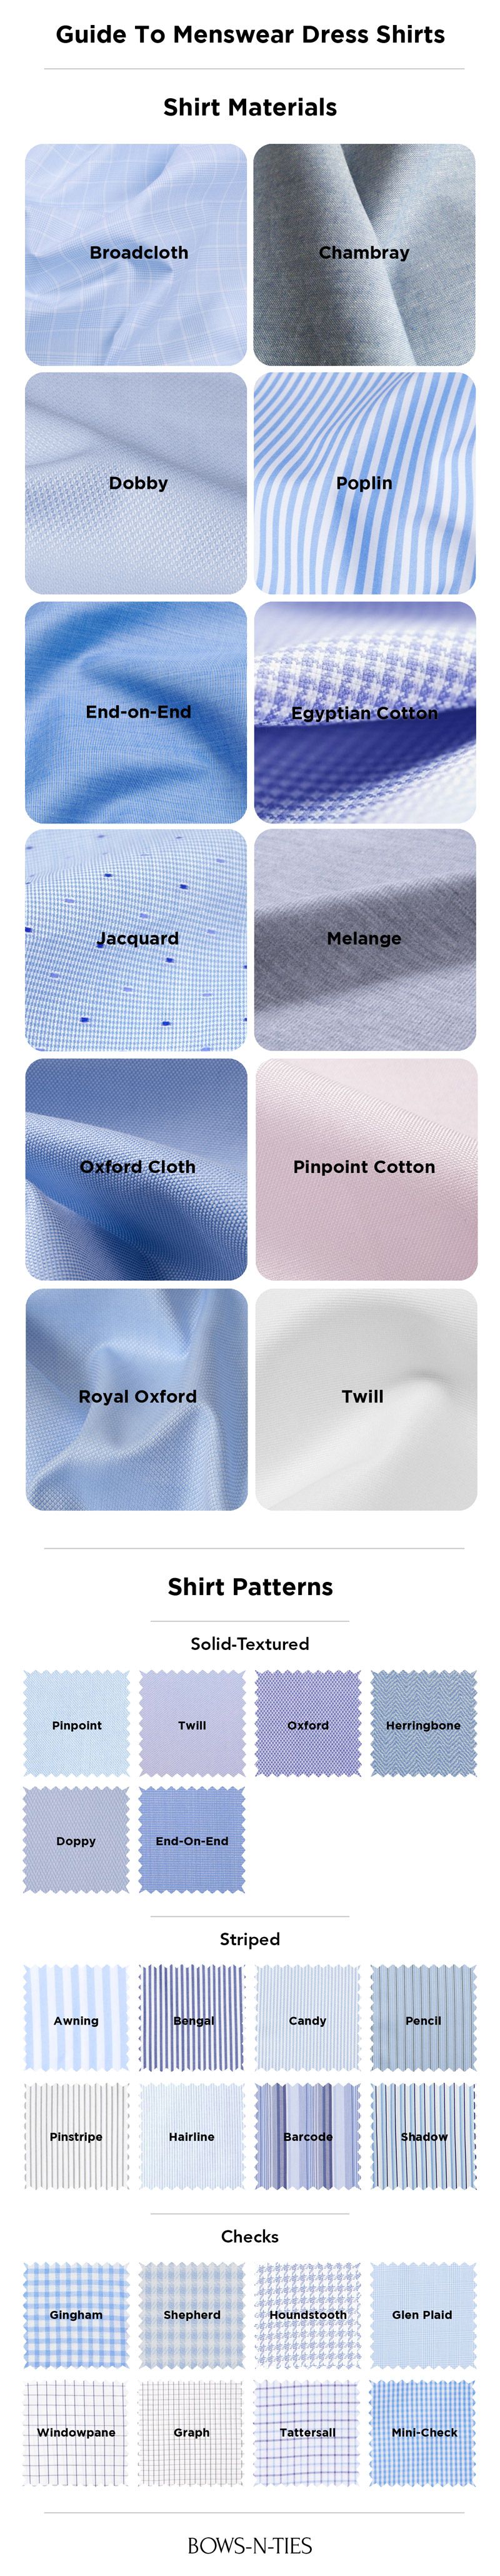 Guide To Menswear Dress Shirts
Shirt Materials
Broadcloth
Chambray
Dobby
Poplin
End-on-End
Egyptian Cotton
Jacquard
Melange
Oxford Cloth
Pinpoint Cotton
Royal Oxford
Twill
Shirt Patterns
Solid-Textured
Pinpoint
Twill
Oxford
Herringbone
Doppy
End-On-End
Striped
Awning
Bengal
Candy
Pencil
Pinstripe
Hairline
Barcode
Shadow
Checks
Gingham
Shepherd
Houndstooth
Glen Plaid
Windowpane
Graph
Tattersall
Mini-Check
BOWS-N-TIES